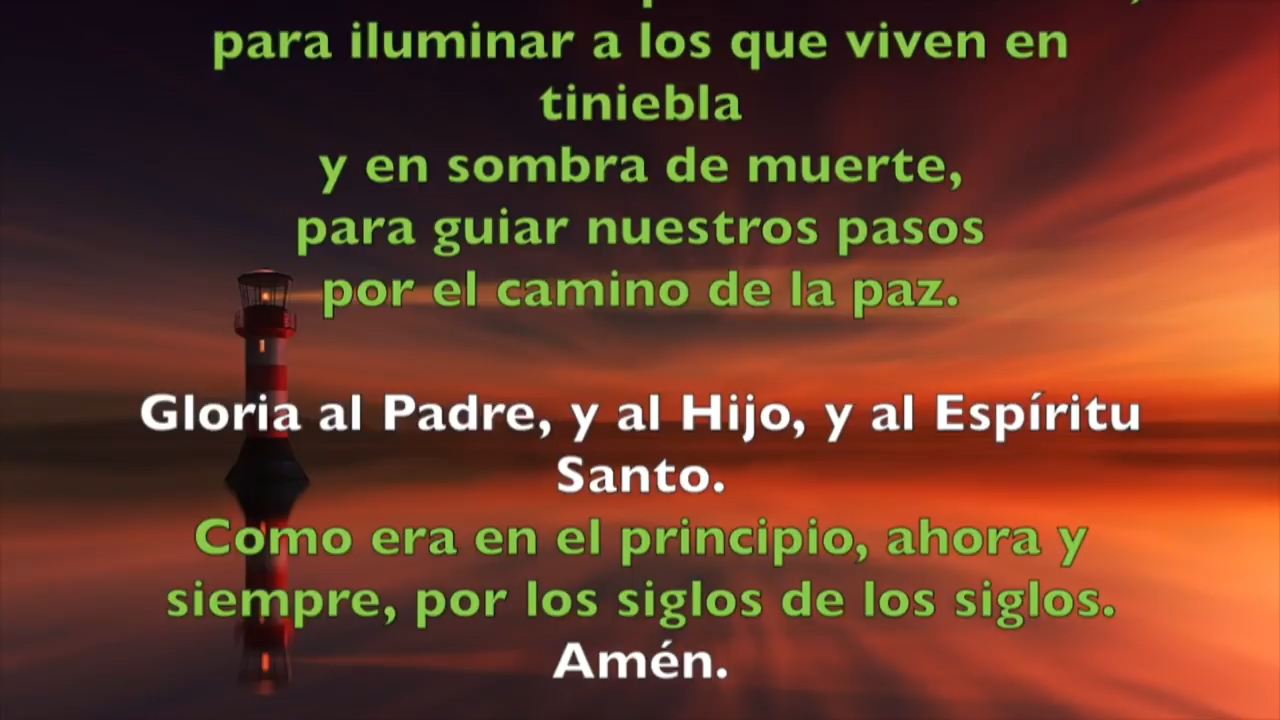 para iluminar a los que viven en
tiniebla
y en sombra de muerte,
para guiar nuestros pasos
por el camino de la paz.
Gloria al Padre, y al Hijo, y al Espíritu
Santo.
Como era en el principio, ahora y
siempre, por los siglos de los siglos.
Amén.